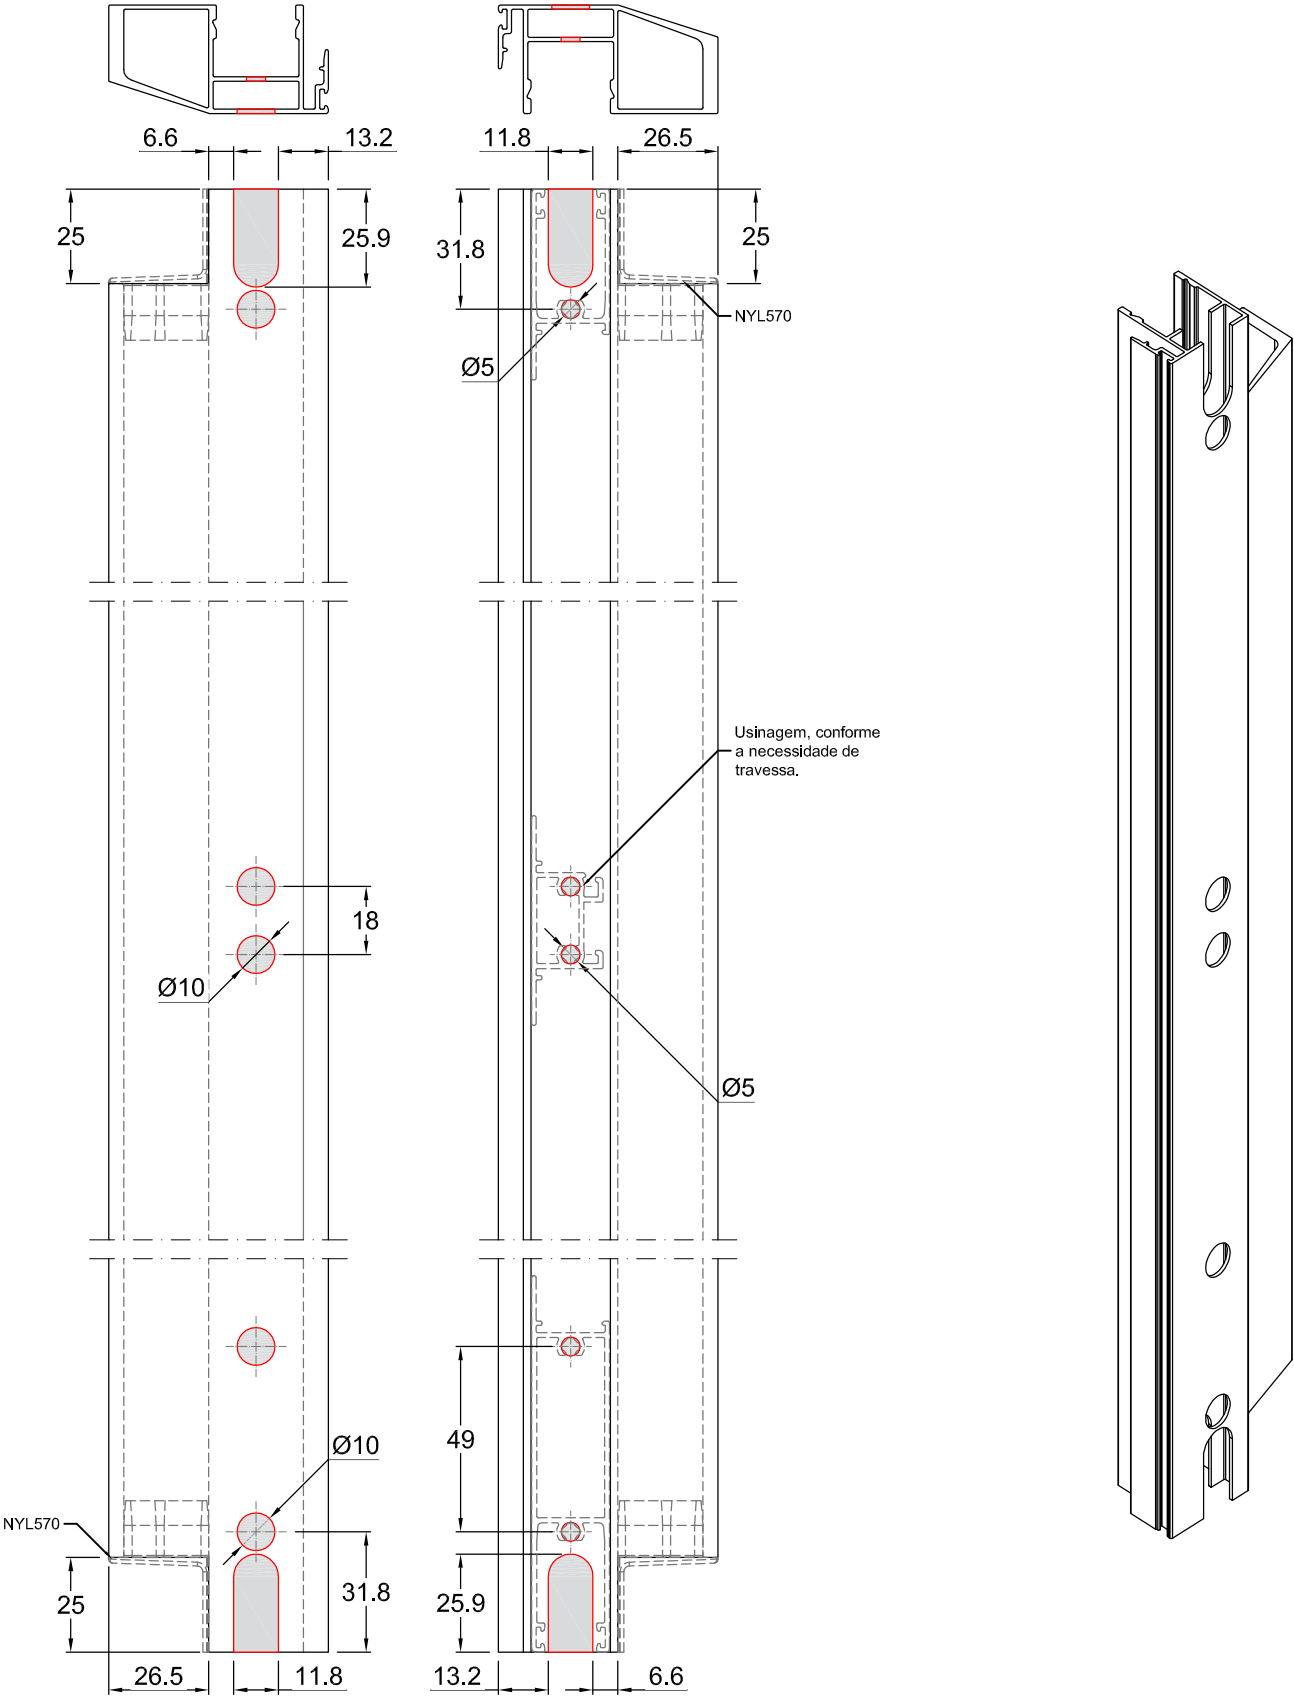 6.6
13.2
11.8
26.5
25
25.9
31.8
25
NYL570
Ø5
Usinagem, conforme
a necessidade de
travessa.
18
Ø10
Ø5
49
Ø10
NYL570
25
31.8
25.9
26.5
11.8
13.2
6.6